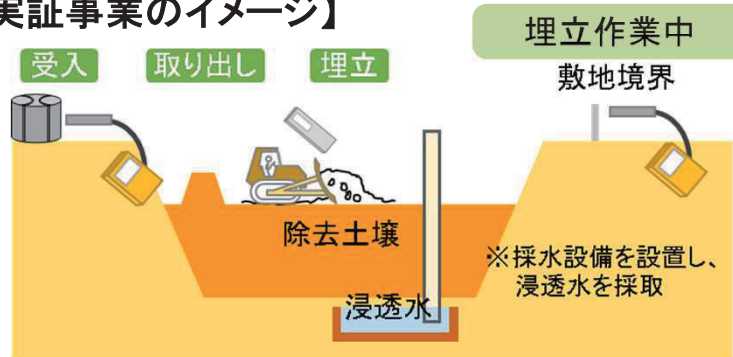 実証事業のイメージ】
埋立作業中
受入
取り出し
埋立
敷地境界
除去土壌
※採水設備を設置し、
浸透水を採取
浸透水